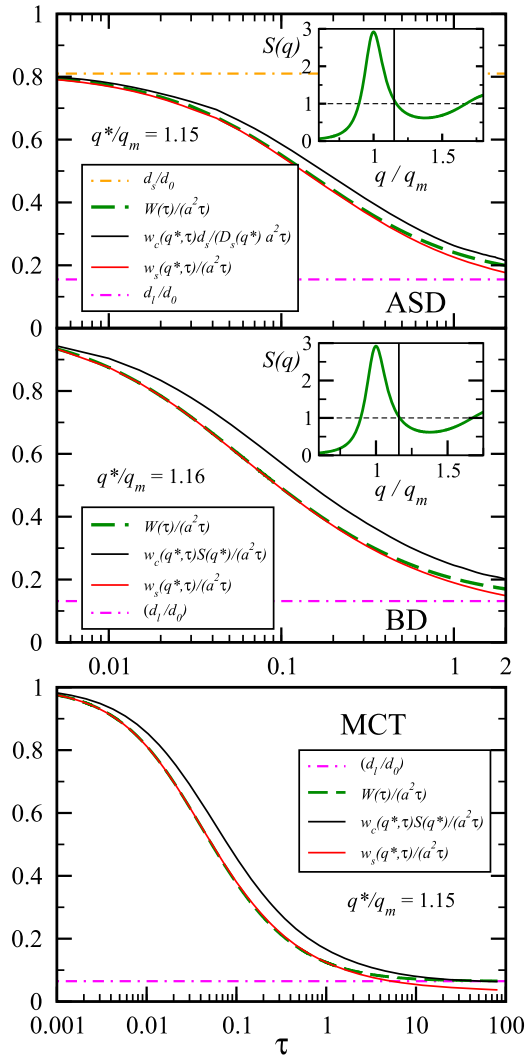 1
0.8
0.6
0.4
0.2
0
S(q)
3
2
1
0
1
1.5
q / q_m
q*/q_m = 1.15
d_s/d_0
W(τ)/(a²τ)
w_c(q*,τ)d_s/(D_s(q*) a²τ)
w_s(q*,τ)/(a²τ)
d_l/d_0
ASD
0.8
0.6
0.4
0.2
0
S(q)
3
2
1
0
1
1.5
q / q_m
q*/q_m = 1.16
W(τ)/(a²τ)
w_c(q*,τ)S(q*)/(a²τ)
w_s(q*,τ)/(a²τ)
(d_l/d_0)
BD
0.01
0.1
1
2
1
0.8
0.6
0.4
0.2
0
MCT
(d_l/d_0)
W(τ)/(a²τ)
w_c(q*,τ)S(q*)/(a²τ)
w_s(q*,τ)/(a²τ)
q*/q_m = 1.15
0.001
0.01
0.1
1
10
100
τ